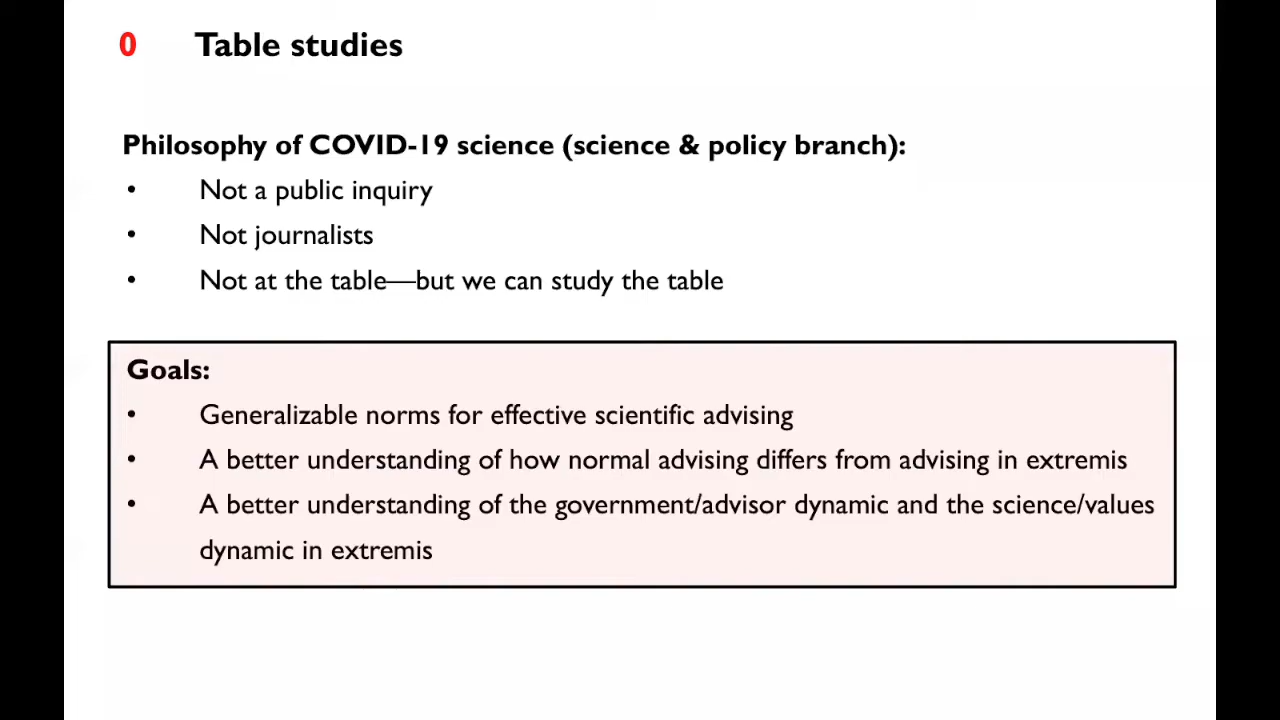 0 Table studies
Philosophy of COVID-19 science (science & policy branch):
• Not a public inquiry
• Not journalists
• Not at the table—but we can study the table
Goals:
• Generalizable norms for effective scientific advising
• A better understanding of how normal advising differs from advising in extremis
• A better understanding of the government/advisor dynamic and the science/values
dynamic in extremis